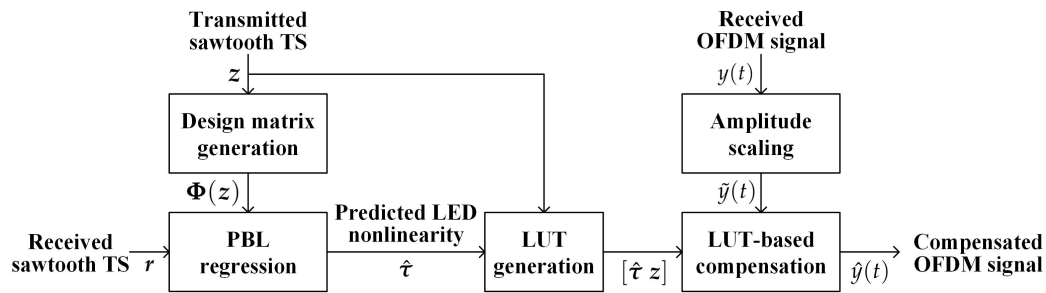 Transmitted
sawtooth TS
z
Design matrix
generation
Φ(z)
Received
sawtooth TS
r
PBL
regression
Predicted LED
nonlinearity
τ̂
LUT
generation
[τ̂ z]
Received
OFDM signal
y(t)
Amplitude
scaling
ỹ(t)
LUT-based
compensation
ŷ(t)
Compensated
OFDM signal